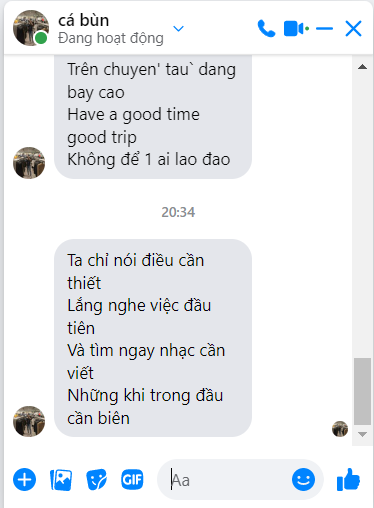 cá bùn
Đang hoạt động
Trên chuyen' tau` dang
bay cao
Have a good time
good trip
Không để 1 ai lao đao
20:34
Ta chỉ nói điều cần
thiết
Lắng nghe việc đầu
tiên
Và tìm ngay nhạc cần
viết
Những khi trong đầu
cần biên
GIF
Aa